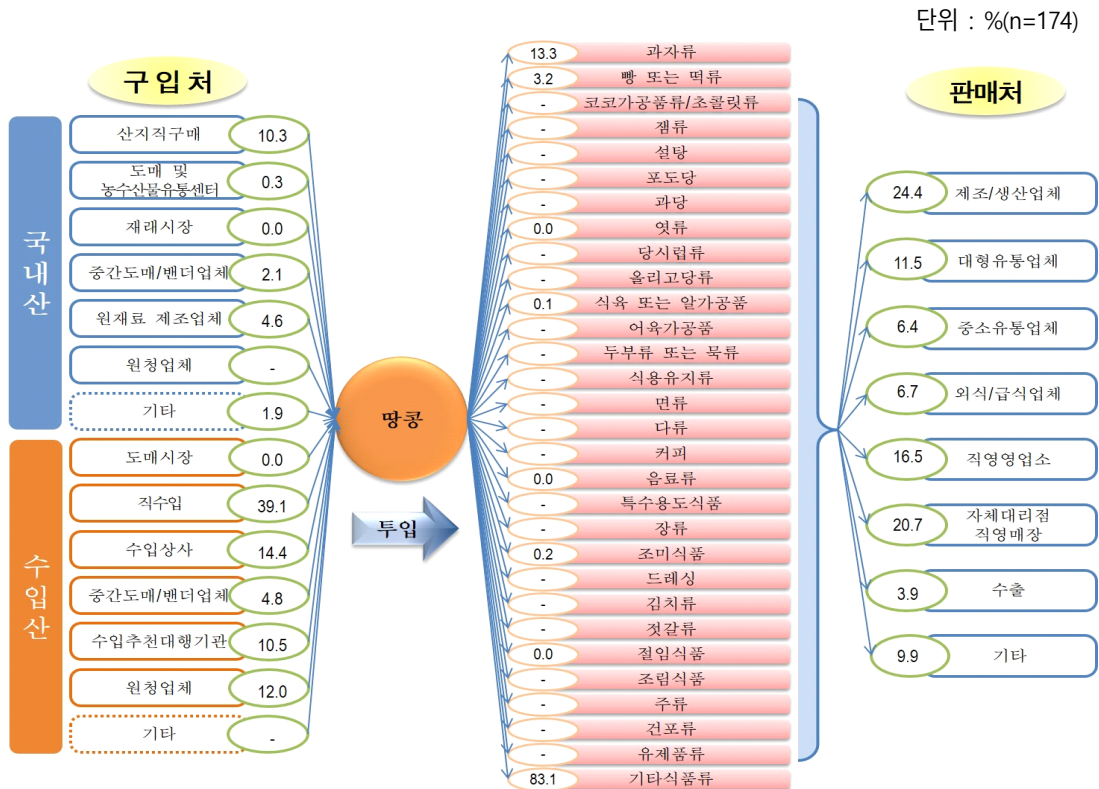 단위 : %(n=174)
구입처
국내산
산지직구매 10.3
도매 및
농수산물유통센터 0.3
재래시장 0.0
중간도매/밴더업체 2.1
원재료 제조업체 4.6
원청업체 -
기타 1.9
수입산
도매시장 0.0
직수입 39.1
수입상사 14.4
중간도매/밴더업체 4.8
수입추천대행기관 10.5
원청업체 12.0
기타 -
땅콩
투입
13.3 과자류
3.2 빵 또는 떡류
- 코코가공품류/초콜릿류
- 잼류
- 설탕
- 포도당
- 과당
0.0 엿류
- 당시럽류
- 올리고당류
0.1 식육 또는 알가공품
- 어육가공품
- 두부류 또는 묵류
- 식용유지류
- 면류
- 다류
- 커피
0.0 음료류
- 특수용도식품
- 장류
0.2 조미식품
- 드레싱
- 김치류
- 젓갈류
0.0 절임식품
- 조림식품
- 주류
- 건포류
- 유제품류
83.1 기타식품류
판매처
24.4 제조/생산업체
11.5 대형유통업체
6.4 중소유통업체
6.7 외식/급식업체
16.5 직영영업소
20.7 자체대리점
직영매장
3.9 수출
9.9 기타